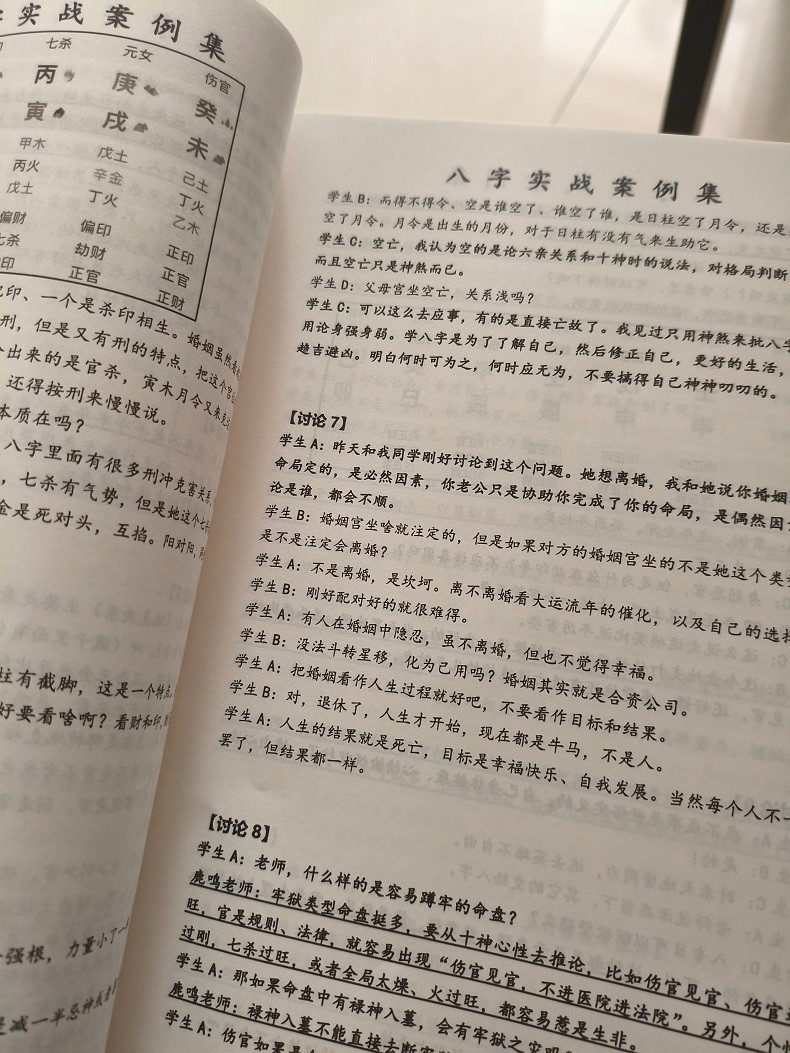 实战案例集
七杀 元女 伤官
丙 庚 癸
寅 戌 未
甲木 戊土 己土
丙火 辛金 丁火
戊土 丁火 乙木
偏财 偏印 正印
七杀 劫财 正官
印 正官 正财
印、一个是杀印相生。婚姻虽然看
刑，但是又有刑的特点，把这个宫
出来的是官杀，寅木月令又来克
还得按刑来慢慢说。
本质在吗？
八字里面有很多刑冲克害关系，
，七杀有气势，但是她这个七
金是死对头，互掐。阳对阳，
柱有截脚，这是一个特点。
好要看啥啊？看财和印，
强根，力量小了一
是减一半忌神或者
八字实战案例集
学生B：而得不得令、空是谁空了、谁空了谁，是日柱空了月令，还是
空了月令。月令是出生的月份，对于日柱有没有气来生助它。
学生C：空亡，我认为空的是论六亲关系和十神时的说法，对格局判断
而且空亡只是神煞而已。
学生D：父母宫坐空亡，关系浅吗？
学生C：可以这么去应事，有的是直接亡故了。我见过只用神煞来批八字
用论身强身弱。学八字是为了了解自己，然后修正自己，更好的生活，
趋吉避凶。明白何时可为之，何时应无为，不要搞得自己神神叨叨的。
【讨论7】
学生A：昨天和我同学刚好讨论到这个问题。她想离婚，我和她说你婚姻
命局定的，是必然因素，你老公只是协助你完成了你的命局，是偶然因
论是谁，都会不顺。
学生B：婚姻宫坐啥就注定的，但是如果对方的婚姻宫坐的不是她这个类
是不是注定会离婚？
学生A：不是离婚，是坎坷。离不离婚看大运流年的催化，以及自己的选择
学生B：刚好配对好的就很难得。
学生A：有人在婚姻中隐忍，虽不离婚，但也不觉得幸福。
学生B：没法斗转星移，化为己用吗？婚姻其实就是合资公司。
学生A：把婚姻看作人生过程就好吧，不要看作目标和结果。
学生B：对，退休了，人生才开始，现在都是牛马，不是人。
学生A：人生的结果就是死亡，目标是幸福快乐、自我发展。当然每个人不一
罢了，但结果都一样。
【讨论8】
学生A：老师，什么样的是容易蹲牢的命盘？
鹿鸣老师：牢狱类型命盘挺多，要从十神心性去推论，比如伤官见官、伤官
旺，官是规则、法律，就容易出现“伤官见官，不进医院进法院”。另外，个
过刚，七杀过旺，或者全局太燥、火过旺，都容易惹是生非。
学生A：那如果命盘中有禄神入墓，会有牢狱之灾吗
鹿鸣老师：禄神入墓不能直接去断牢狱
学生A：伤官如果是